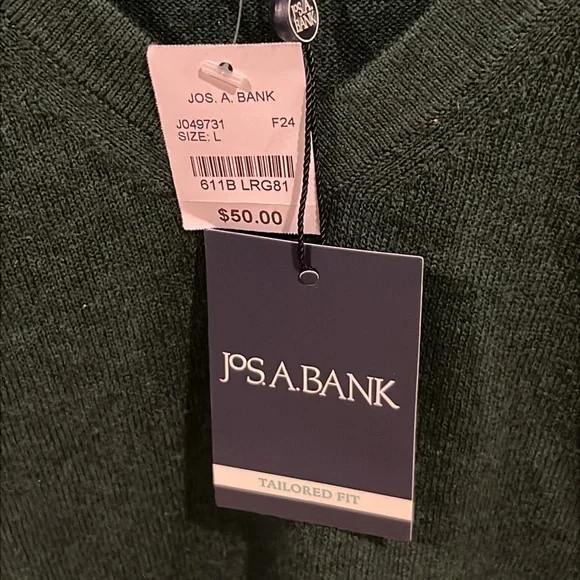 JOS. A. BANK
JOS. A. BANK
J049731 F24
SIZE: L
611B LRG81
$50.00
JOS. A. BANK
TAILORED FIT